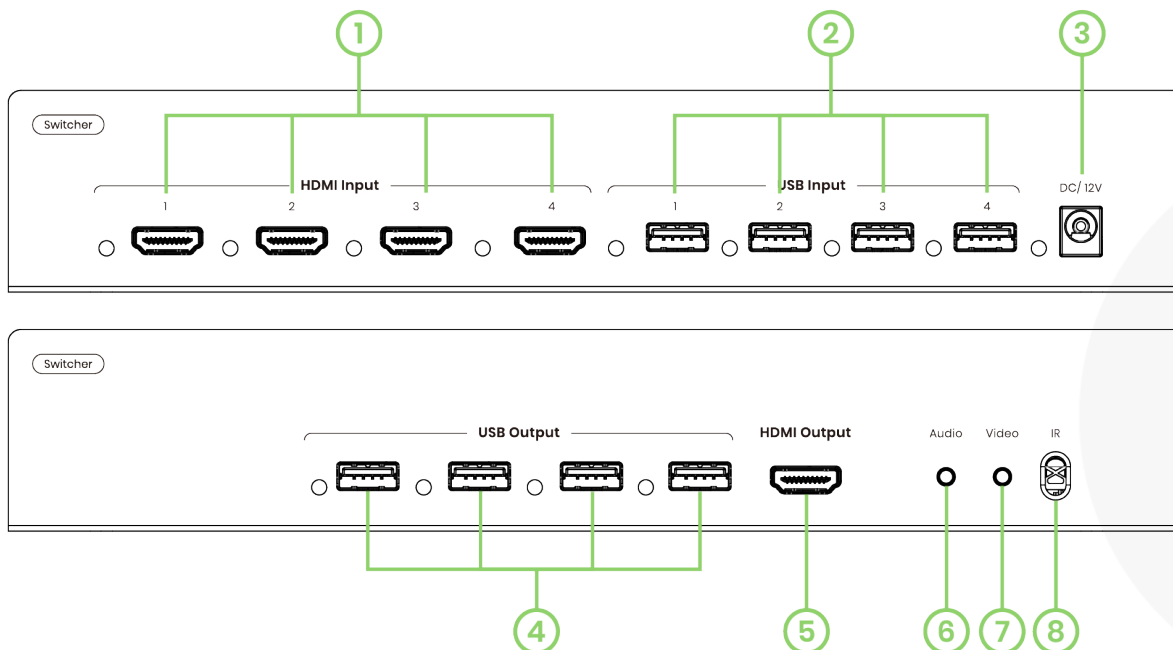 1 2 3
Switcher
HDMI Input USB Input DC/ 12V
1 2 3 4 1 2 3 4
Switcher
USB Output HDMI Output Audio Video IR
4 5 6 7 8